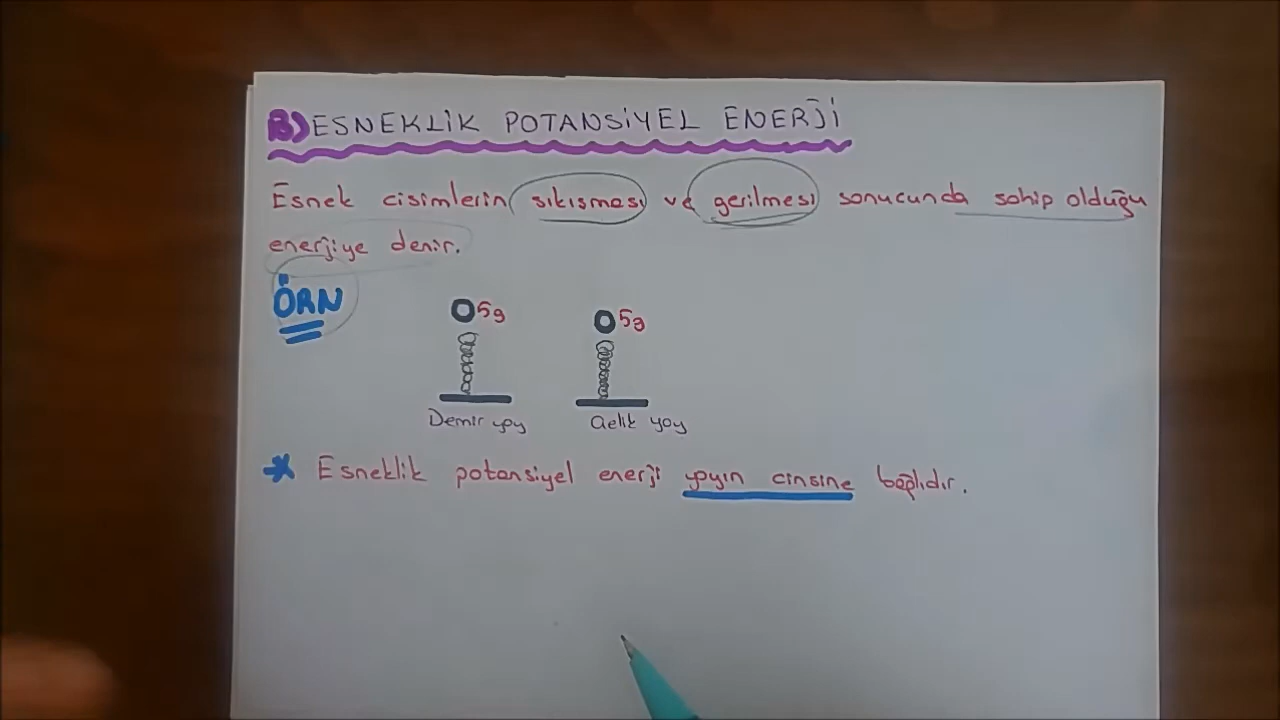 B) ESNEKLİK POTANSİYEL ENERJİ
Esnek cisimlerin sıkışması ve gerilmesi sonucunda sahip olduğu
enerjiye denir.
ÖRN
5g 5g
Demir yay Çelik yay
* Esneklik potansiyel enerji yayın cinsine bağlıdır.